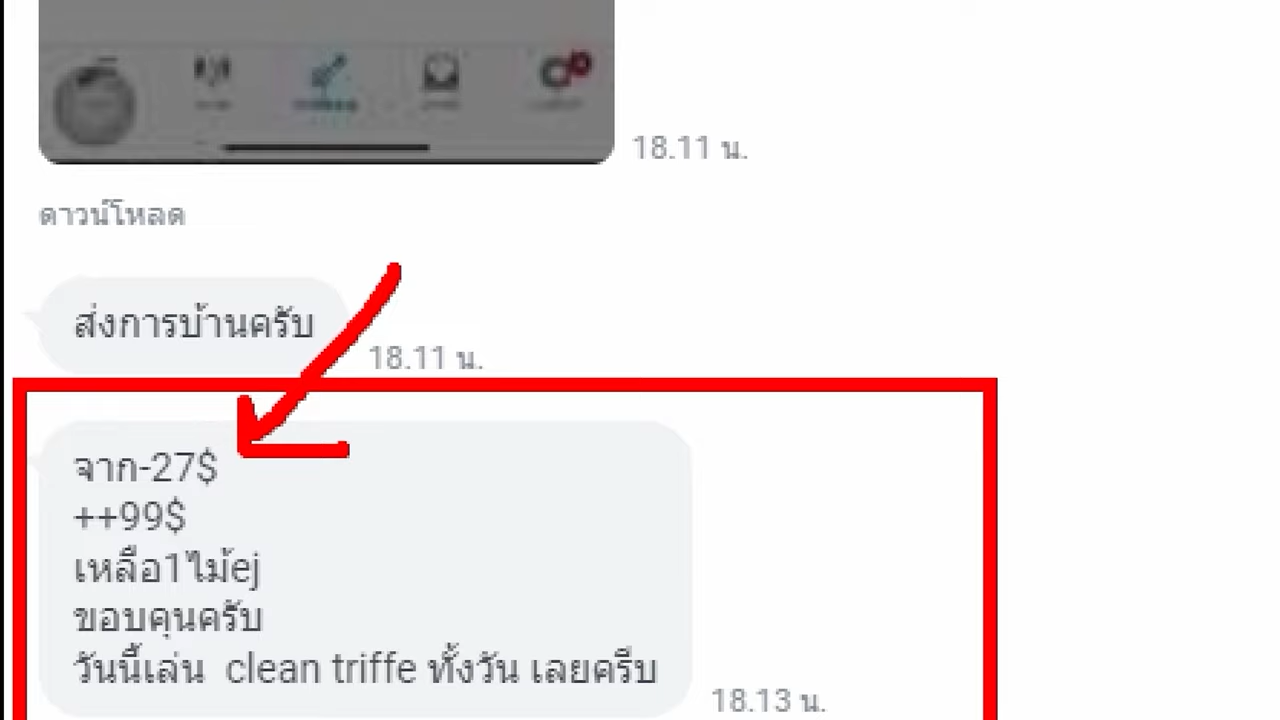 18.11 น.
ดาวน์โหลด
ส่งการบ้านครับ
18.11 น.
จาก-27$
++99$
เหลือ1ไม้ej
ขอบคุนครับ
วันนี้เล่น clean triffe ทั้งวัน เลยครีบ
18.13 น.